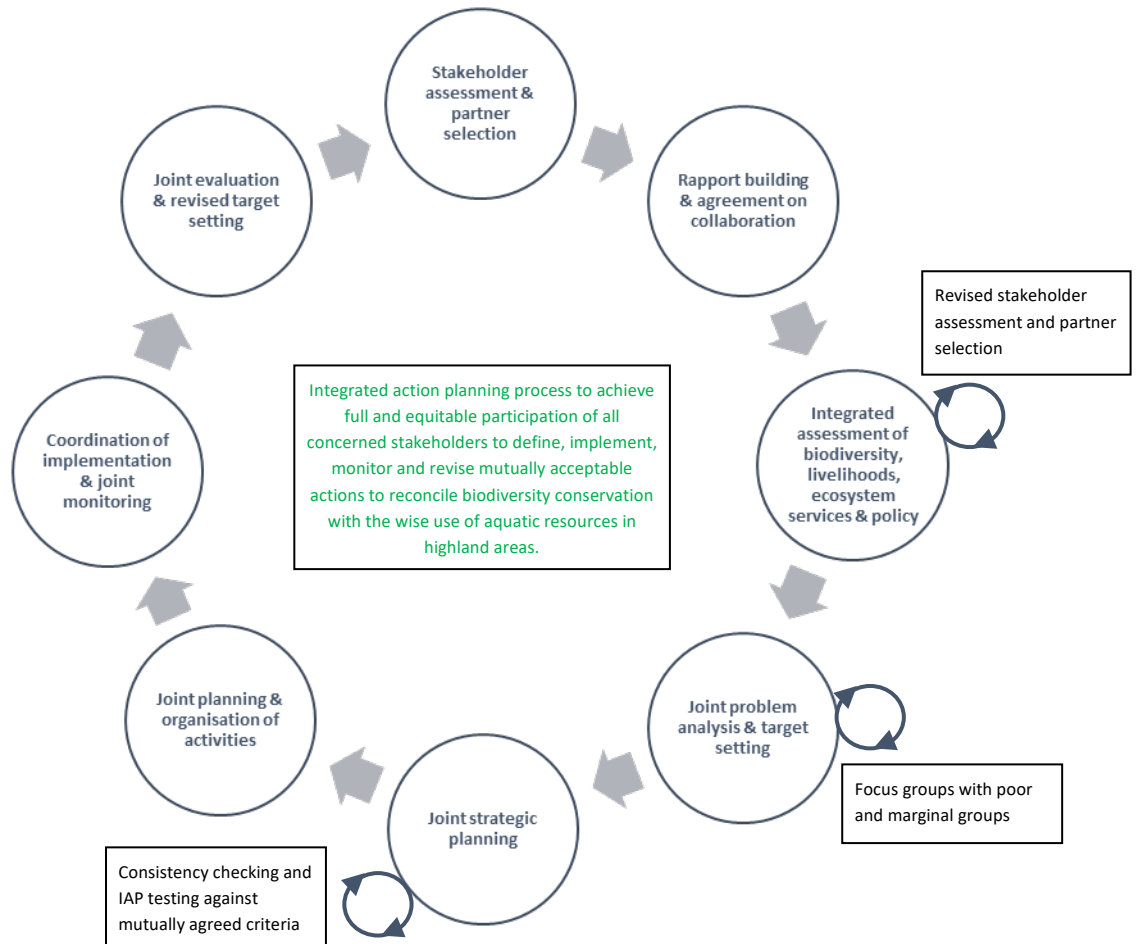 Stakeholder
assessment &
partner
selection
Rapport building
& agreement on
collaboration
Revised stakeholder
assessment and partner
selection
Integrated
assessment of
biodiversity,
livelihoods,
ecosystem
services & policy
Joint problem
analysis & target
setting
Focus groups with poor
and marginal groups
Joint strategic
planning
Consistency checking and
IAP testing against
mutually agreed criteria
Joint planning &
organisation of
activities
Coordination of
implementation
& joint
monitoring
Joint evaluation
& revised target
setting
Integrated action planning process to achieve
full and equitable participation of all
concerned stakeholders to define, implement,
monitor and revise mutually acceptable
actions to reconcile biodiversity conservation
with the wise use of aquatic resources in
highland areas.